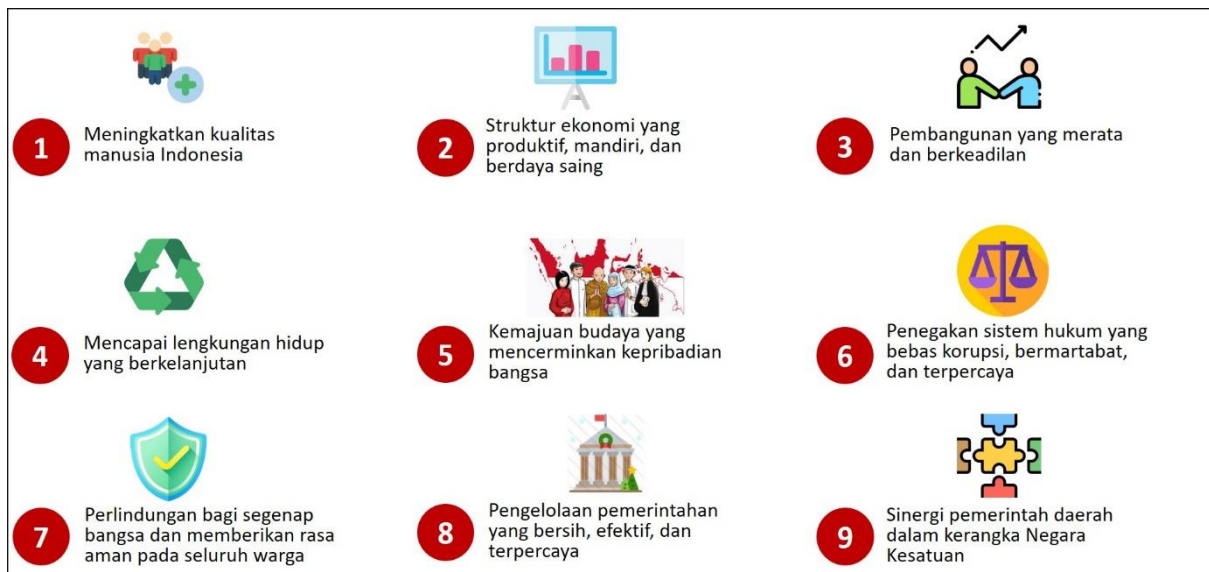 1
Meningkatkan kualitas
manusia Indonesia
2
Struktur ekonomi yang
produktif, mandiri, dan
berdaya saing
3
Pembangunan yang merata
dan berkeadilan
4
Mencapai lengkungan hidup
yang berkelanjutan
5
Kemajuan budaya yang
mencerminkan kepribadian
bangsa
6
Penegakan sistem hukum yang
bebas korupsi, bermartabat,
dan terpercaya
7
Perlindungan bagi segenap
bangsa dan memberikan rasa
aman pada seluruh warga
8
Pengelolaan pemerintahan
yang bersih, efektif, dan
terpercaya
9
Sinergi pemerintah daerah
dalam kerangka Negara
Kesatuan